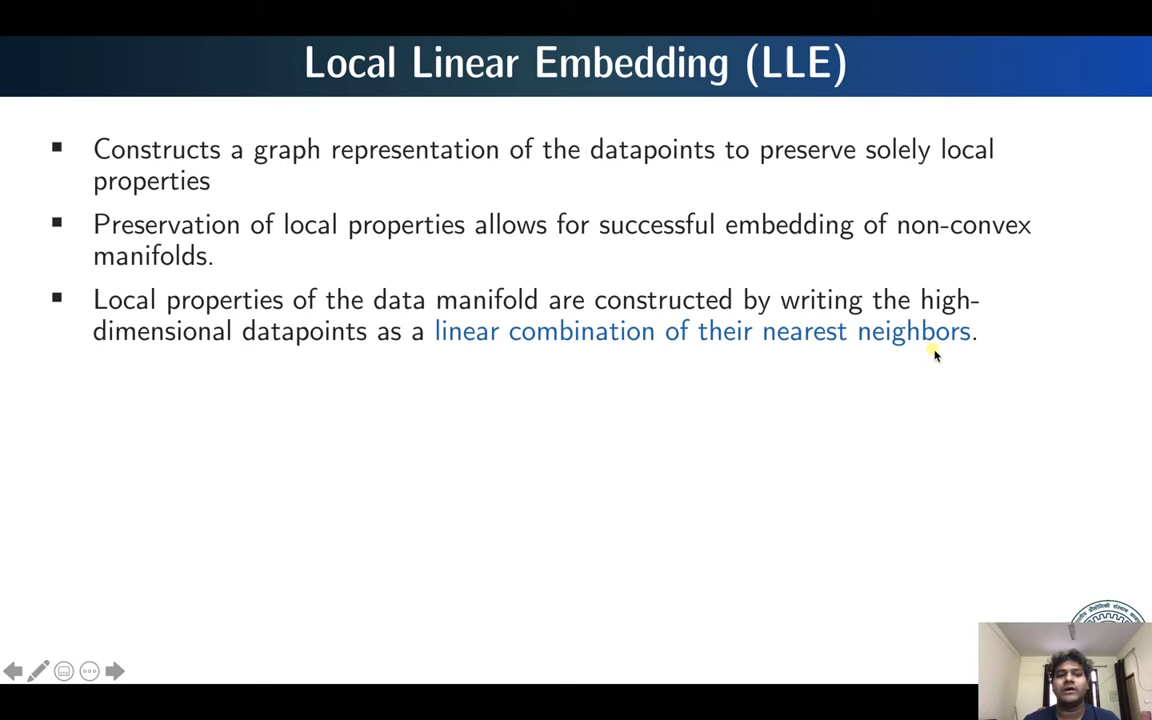 Local Linear Embedding (LLE)
Constructs a graph representation of the datapoints to preserve solely local
properties
Preservation of local properties allows for successful embedding of non-convex
manifolds.
Local properties of the data manifold are constructed by writing the high-
dimensional datapoints as a linear combination of their nearest neighbors.